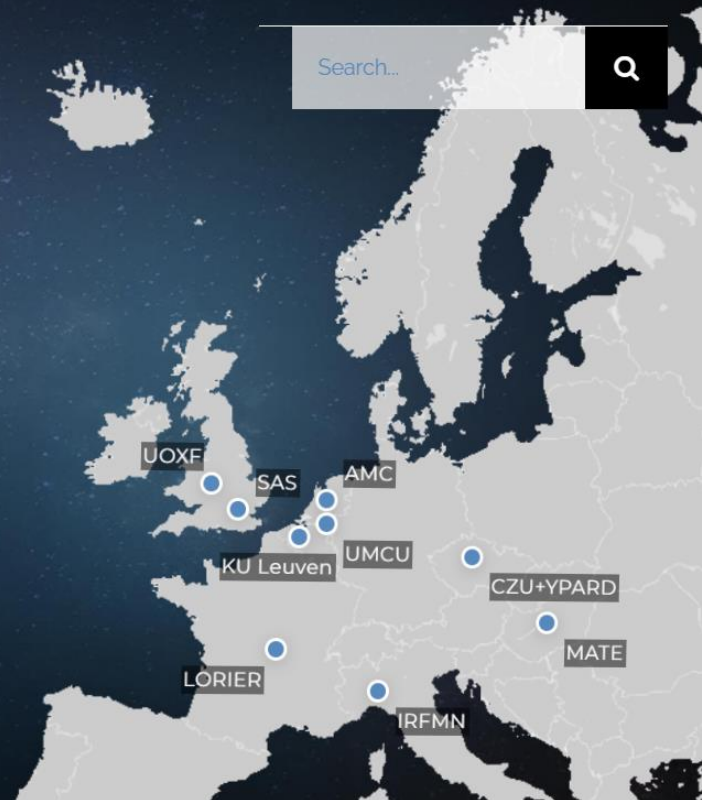 Search...
UOXF
SAS
AMC
KU Leuven
UMCU
CZU+YPARD
MATE
LORIER
IRFMN